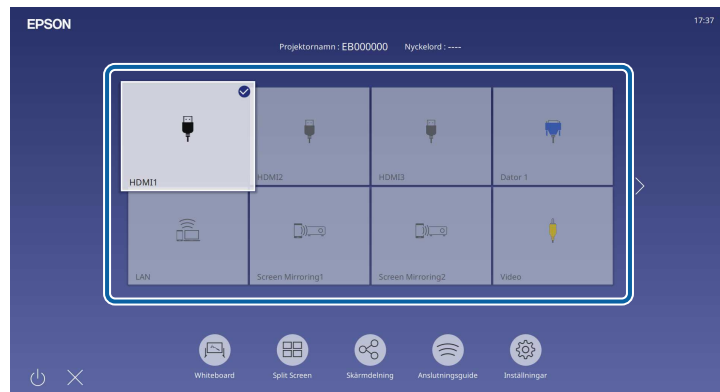 EPSON
17:37
Projektornamn : EB000000 Nyckelord : ----
HDMI1
HDMI2
HDMI3
Dator 1
LAN
Screen Mirroring1
Screen Mirroring2
Video
Whiteboard
Split Screen
Skärmdelning
Anslutningsguide
Inställningar